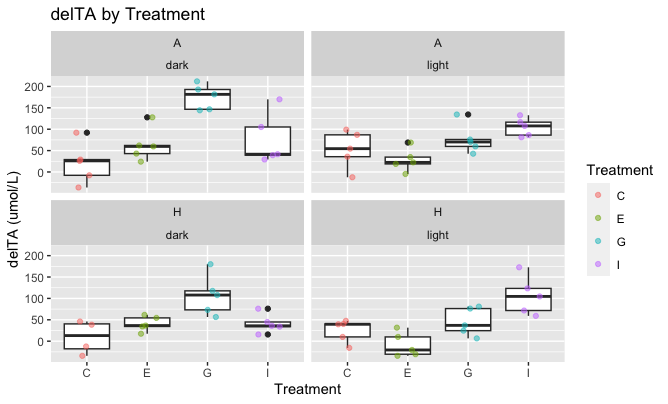 delTA by Treatment
A
dark
A
light
200
150
100
50
0
H
dark
H
light
200
150
100
50
0
C E G I
C E G I
delTA (umol/L)
Treatment
Treatment
C
E
G
I